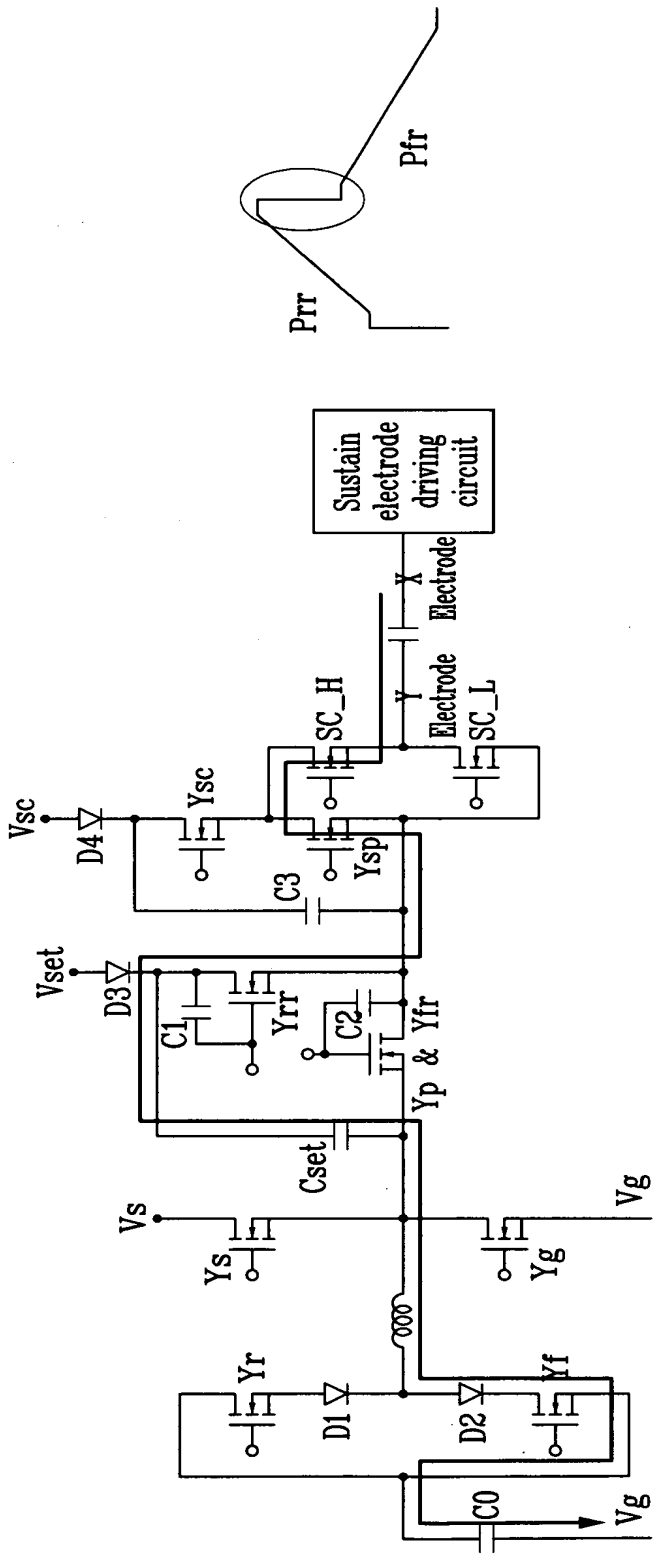 Prr
Pfr
Sustain
electrode
driving
circuit
X
Electrode
Y
Electrode
Vsc
D4
Ysc
SC_H
C3
Ysp
SC_L
Vset
D3
C1
Yrr
C2
Yp & Yfr
Cset
Vs
Ys
Yg
Vg
Yr
D1
D2
Yf
C0
Vg